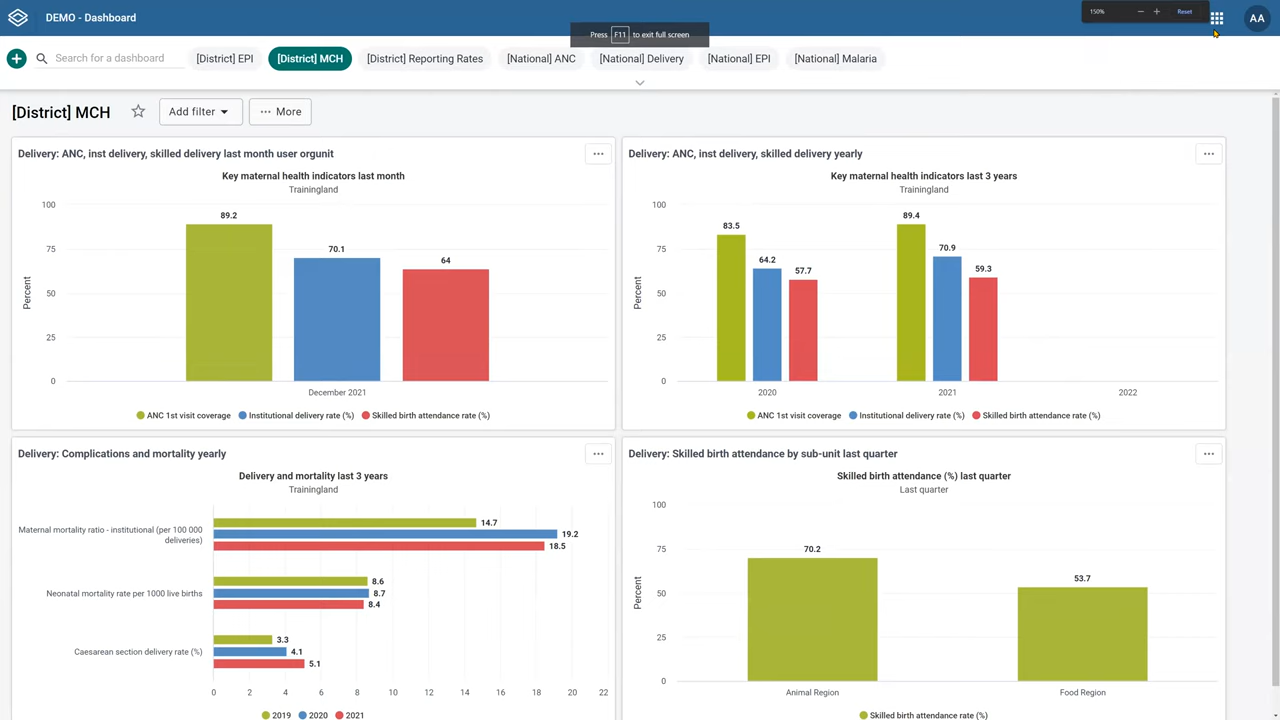 DEMO - Dashboard
150%
Reset
AA
Press F11 to exit full screen
Search for a dashboard
[District] EPI
[District] MCH
[District] Reporting Rates
[National] ANC
[National] Delivery
[National] EPI
[National] Malaria
[District] MCH
Add filter
More
Delivery: ANC, inst delivery, skilled delivery last month user orgunit
Key maternal health indicators last month
Trainingland
100
75
50
25
0
Percent
89.2
70.1
64
December 2021
ANC 1st visit coverage
Institutional delivery rate (%)
Skilled birth attendance rate (%)
Delivery: ANC, inst delivery, skilled delivery yearly
Key maternal health indicators last 3 years
Trainingland
100
75
50
25
0
Percent
83.5
64.2
57.7
89.4
70.9
59.3
2020
2021
2022
ANC 1st visit coverage
Institutional delivery rate (%)
Skilled birth attendance rate (%)
Delivery: Complications and mortality yearly
Delivery and mortality last 3 years
Trainingland
Maternal mortality ratio - institutional (per 100 000
deliveries)
14.7
19.2
18.5
Neonatal mortality rate per 1000 live births
8.6
8.7
8.4
Caesarean section delivery rate (%)
3.3
4.1
5.1
0
2
4
6
8
10
12
14
16
18
20
22
2019
2020
2021
Delivery: Skilled birth attendance by sub-unit last quarter
Skilled birth attendance (%) last quarter
Last quarter
100
75
50
25
0
Percent
70.2
53.7
Animal Region
Food Region
Skilled birth attendance rate (%)